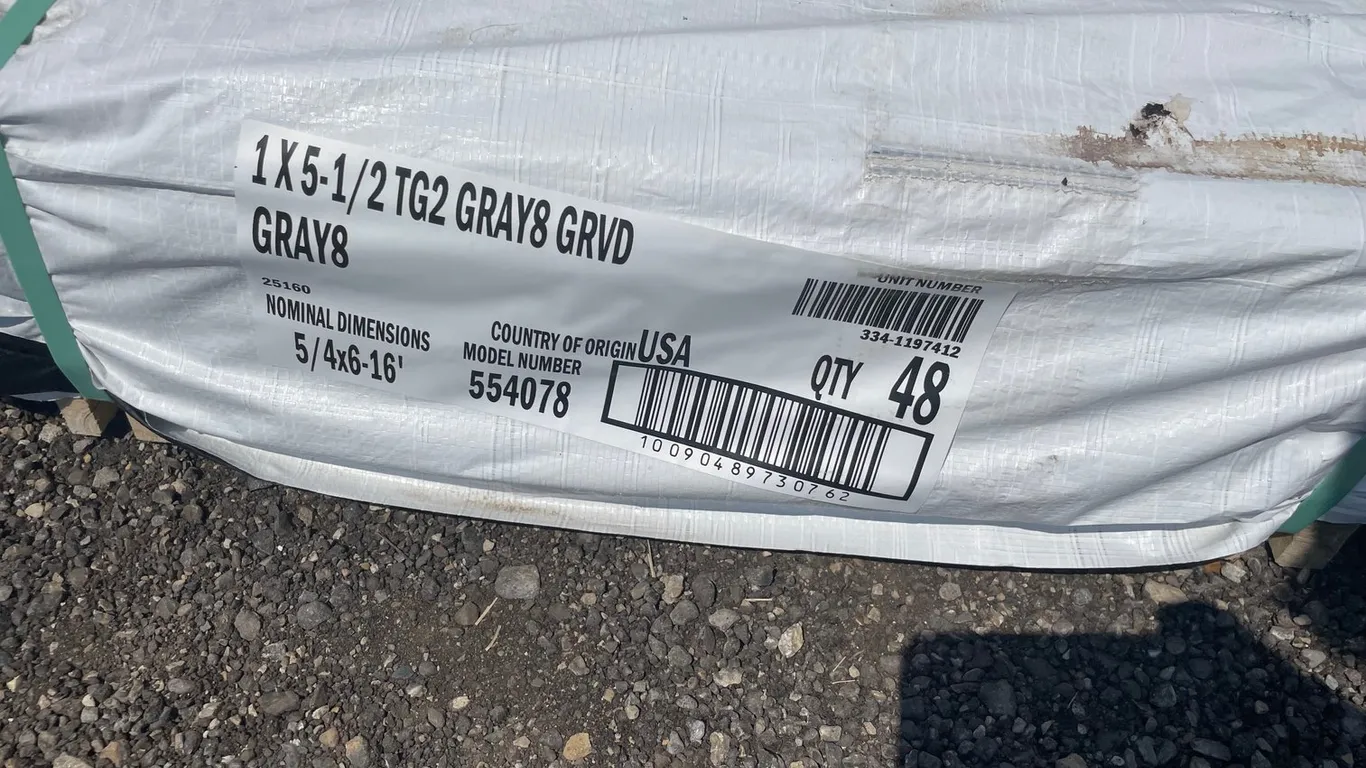 1 X 5-1/2 TG2 GRAY8 GRVD
GRAY8
25160
NOMINAL DIMENSIONS
5/4x6-16'
COUNTRY OF ORIGIN USA
MODEL NUMBER
554078
UNIT NUMBER
334-1197412
QTY 48
10090489730762